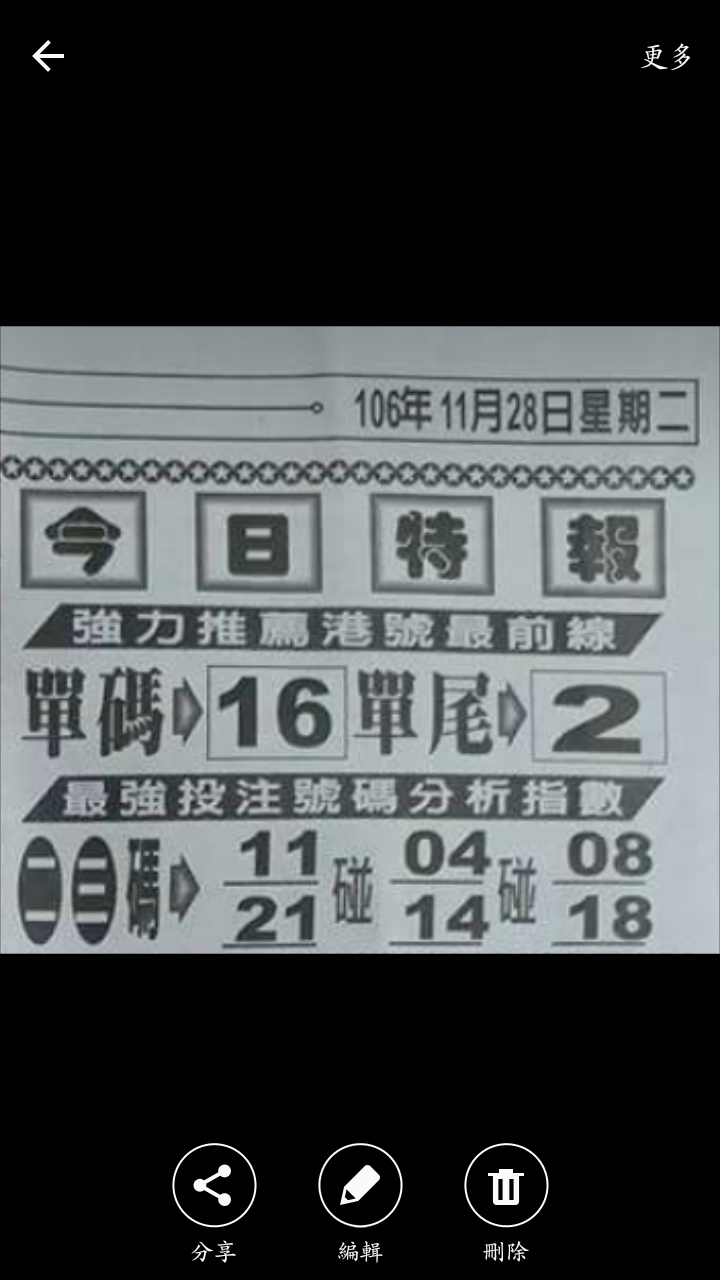 更多
106年11月28日星期二
今日特報
強力推薦港號最前線
單碼 16 單尾 2
最強投注號碼分析指數
二三碼 11 碰 04 碰 08
21 14 18
分享 編輯 刪除